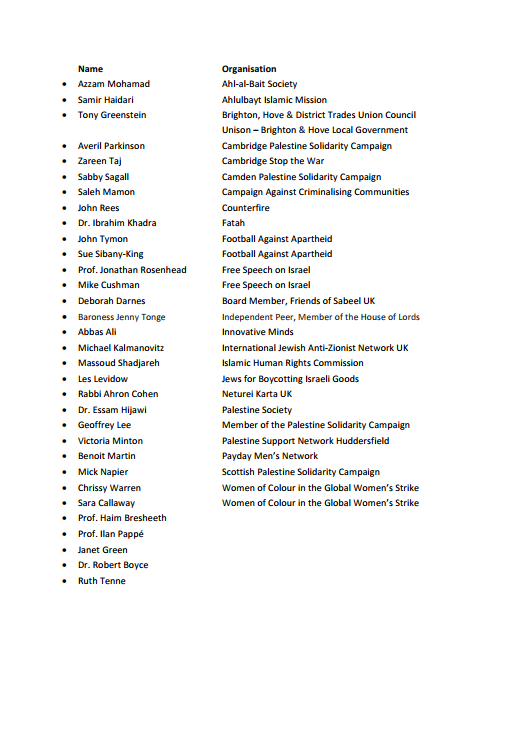 Name Organisation
• Azzam Mohamad Ahl-al-Bait Society
• Samir Haidari Ahlulbayt Islamic Mission
• Tony Greenstein Brighton, Hove & District Trades Union Council
Unison – Brighton & Hove Local Government
• Averil Parkinson Cambridge Palestine Solidarity Campaign
• Zareen Taj Cambridge Stop the War
• Sabby Sagall Camden Palestine Solidarity Campaign
• Saleh Mamon Campaign Against Criminalising Communities
• John Rees Counterfire
• Dr. Ibrahim Khadra Fatah
• John Tymon Football Against Apartheid
• Sue Sibany-King Football Against Apartheid
• Prof. Jonathan Rosenhead Free Speech on Israel
• Mike Cushman Free Speech on Israel
• Deborah Darnes Board Member, Friends of Sabeel UK
• Baroness Jenny Tonge Independent Peer, Member of the House of Lords
• Abbas Ali Innovative Minds
• Michael Kalmanovitz International Jewish Anti-Zionist Network UK
• Massoud Shadjareh Islamic Human Rights Commission
• Les Levidow Jews for Boycotting Israeli Goods
• Rabbi Ahron Cohen Neturei Karta UK
• Dr. Essam Hijawi Palestine Society
• Geoffrey Lee Member of the Palestine Solidarity Campaign
• Victoria Minton Palestine Support Network Huddersfield
• Benoit Martin Payday Men’s Network
• Mick Napier Scottish Palestine Solidarity Campaign
• Chrissy Warren Women of Colour in the Global Women’s Strike
• Sara Callaway Women of Colour in the Global Women’s Strike
• Prof. Haim Bresheeth
• Prof. Ilan Pappé
• Janet Green
• Dr. Robert Boyce
• Ruth Tenne